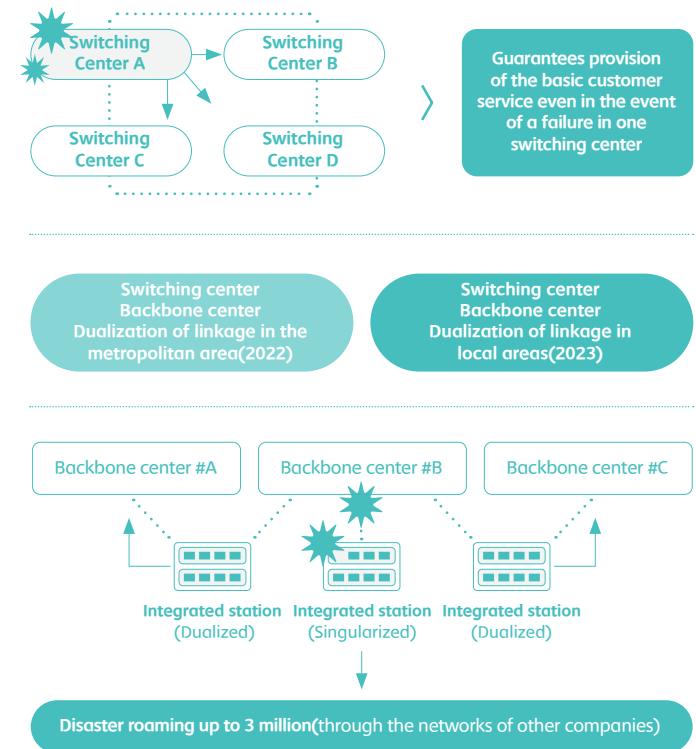 Switching
Center A
Switching
Center B
Switching
Center C
Switching
Center D
Guarantees provision
of the basic customer
service even in the event
of a failure in one
switching center
Switching center
Backbone center
Dualization of linkage in the
metropolitan area(2022)
Switching center
Backbone center
Dualization of linkage in
local areas(2023)
Backbone center #A
Backbone center #B
Backbone center #C
Integrated station
(Dualized)
Integrated station
(Singularized)
Integrated station
(Dualized)
Disaster roaming up to 3 million(through the networks of other companies)